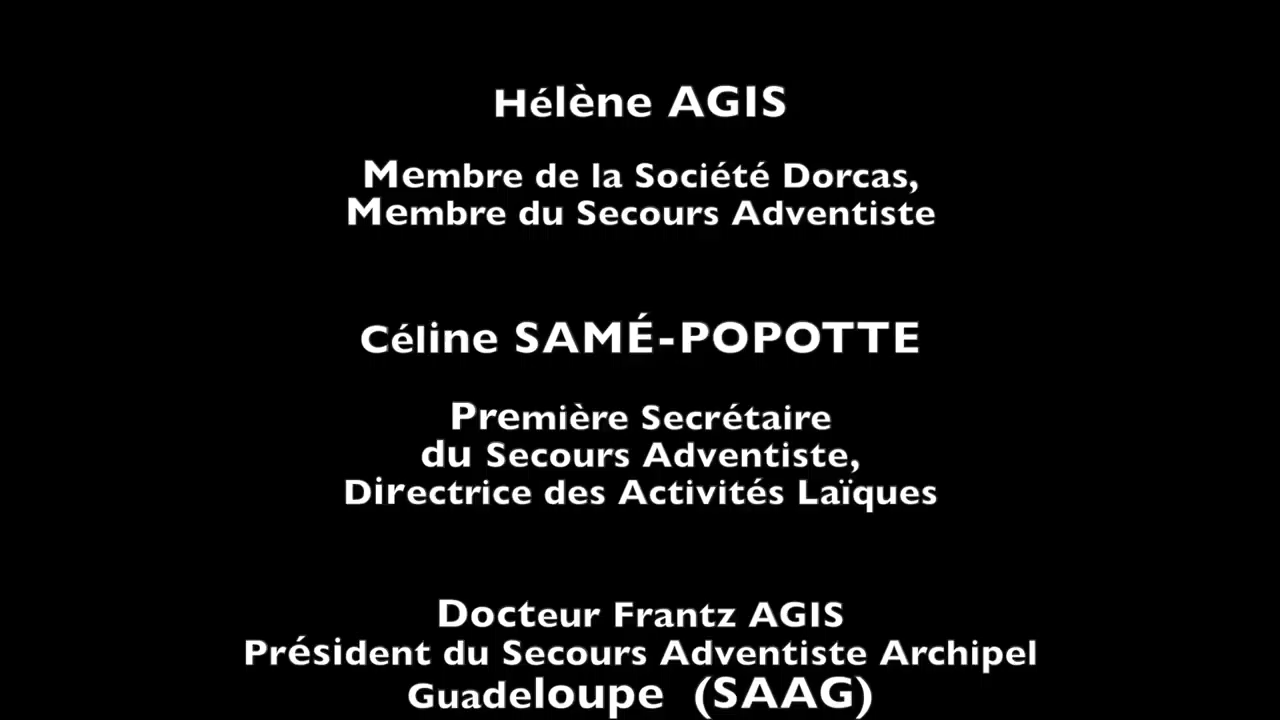 Hélène AGIS
Membre de la Société Dorcas,
Membre du Secours Adventiste
Céline SAMÉ-POPOTTE
Première Secrétaire
du Secours Adventiste,
Directrice des Activités Laïques
Docteur Frantz AGIS
Président du Secours Adventiste Archipel
Guadeloupe (SAAG)